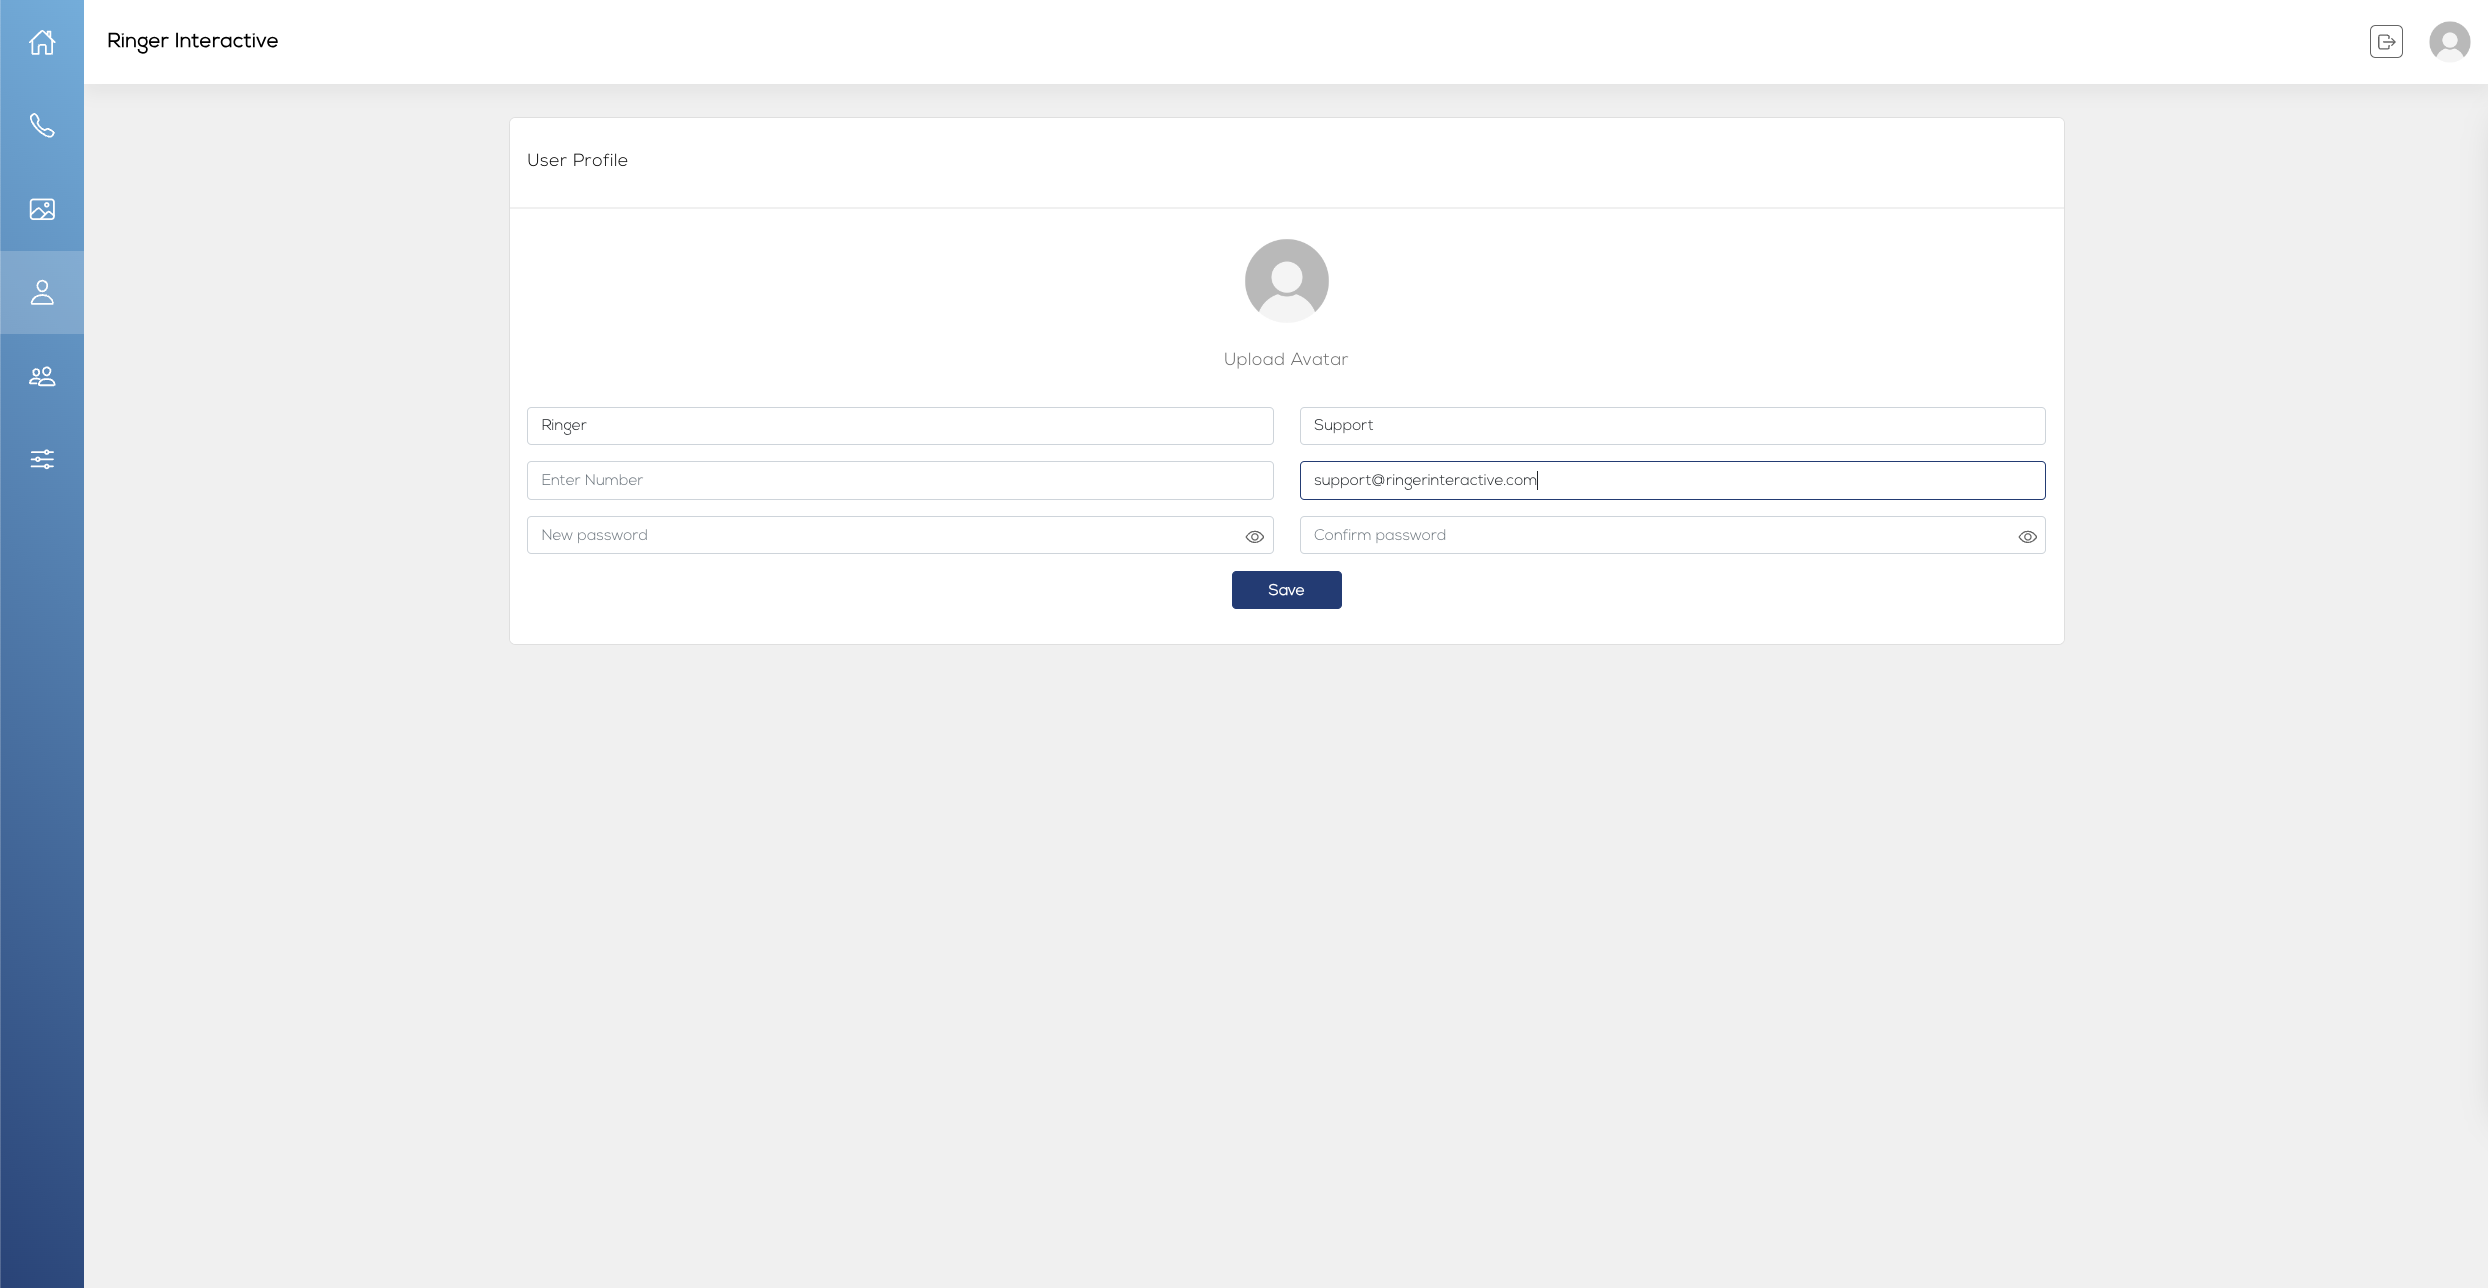 Ringer Interactive
User Profile
Upload Avatar
Ringer
Support
Enter Number
support@ringerinteractive.com
New password
Confirm password
Save